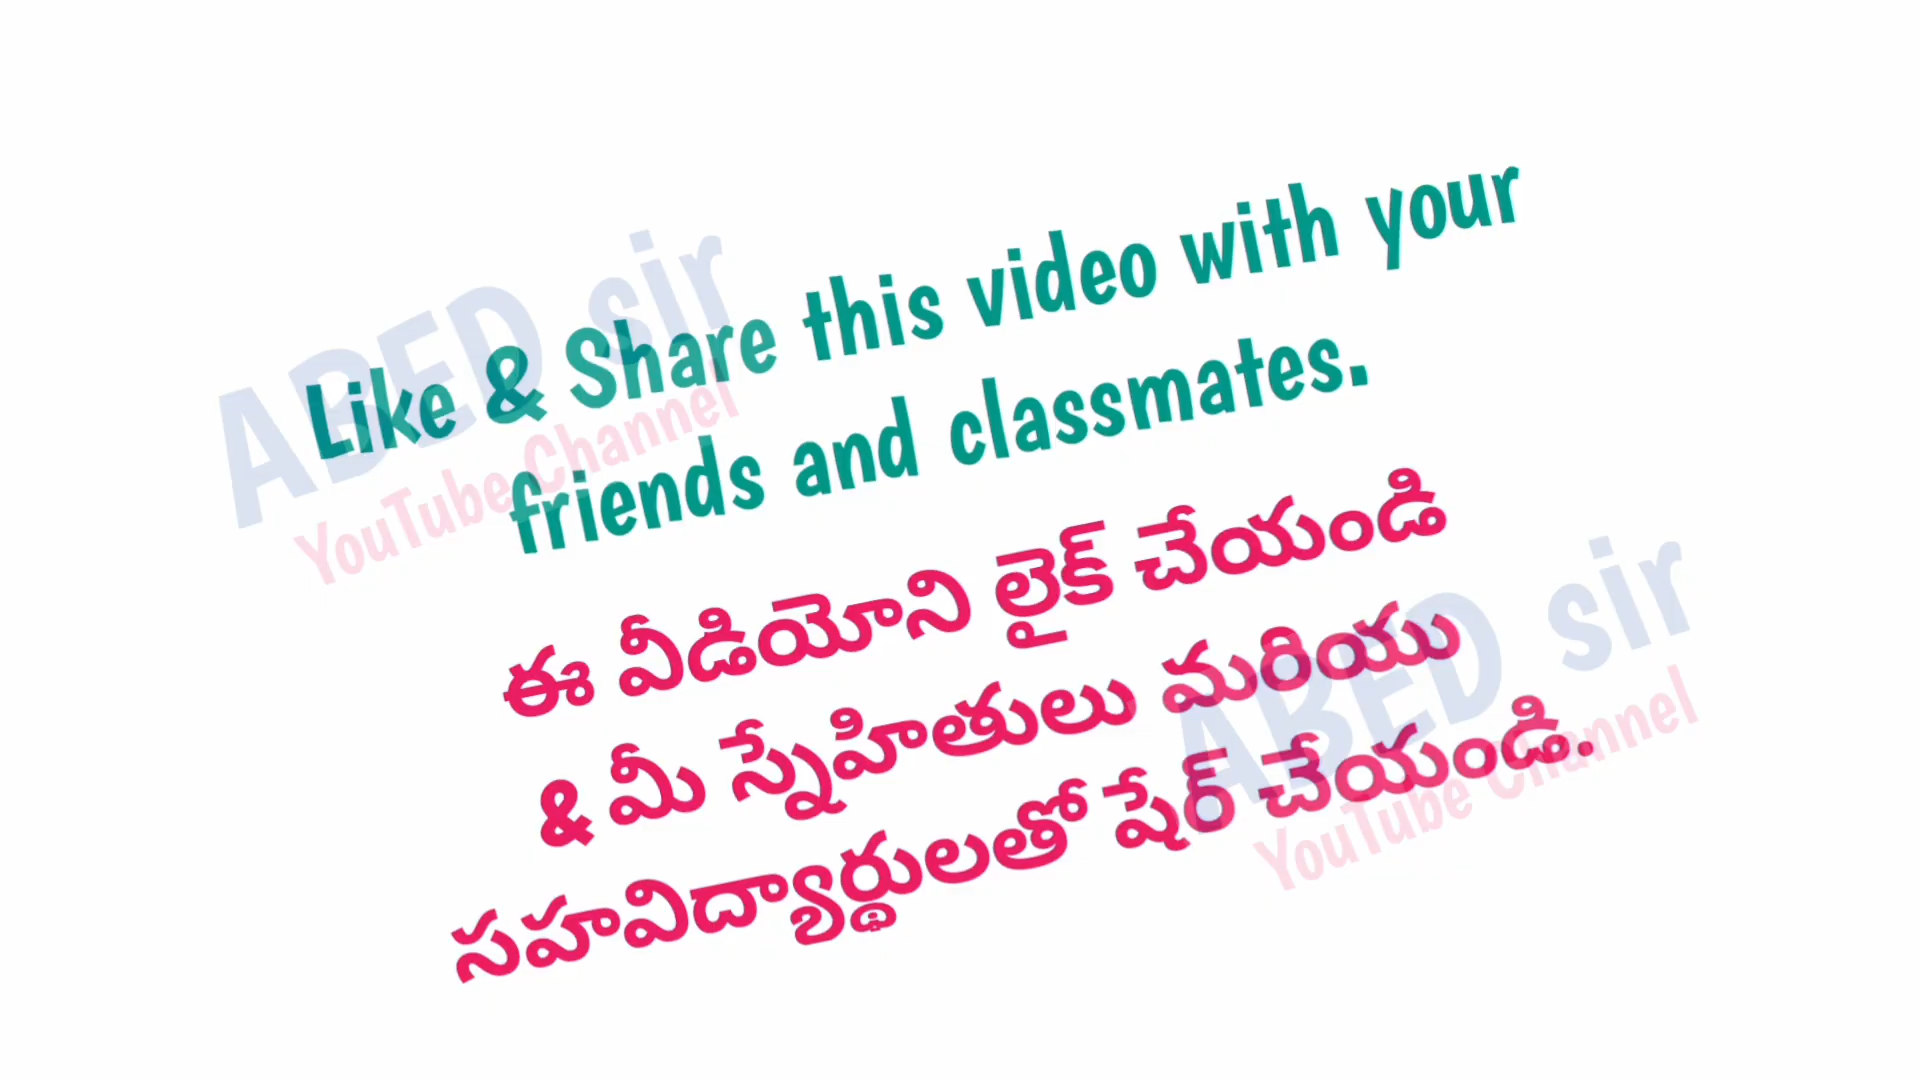 Like & Share this video with your
friends and classmates.
ఈ వీడియోని లైక్ చేయండి
& మీ స్నేహితులు మరియు
సహవిద్యార్థులతో షేర్ చేయండి.
ABED sir
YouTube Channel
ABED sir
YouTube Channel